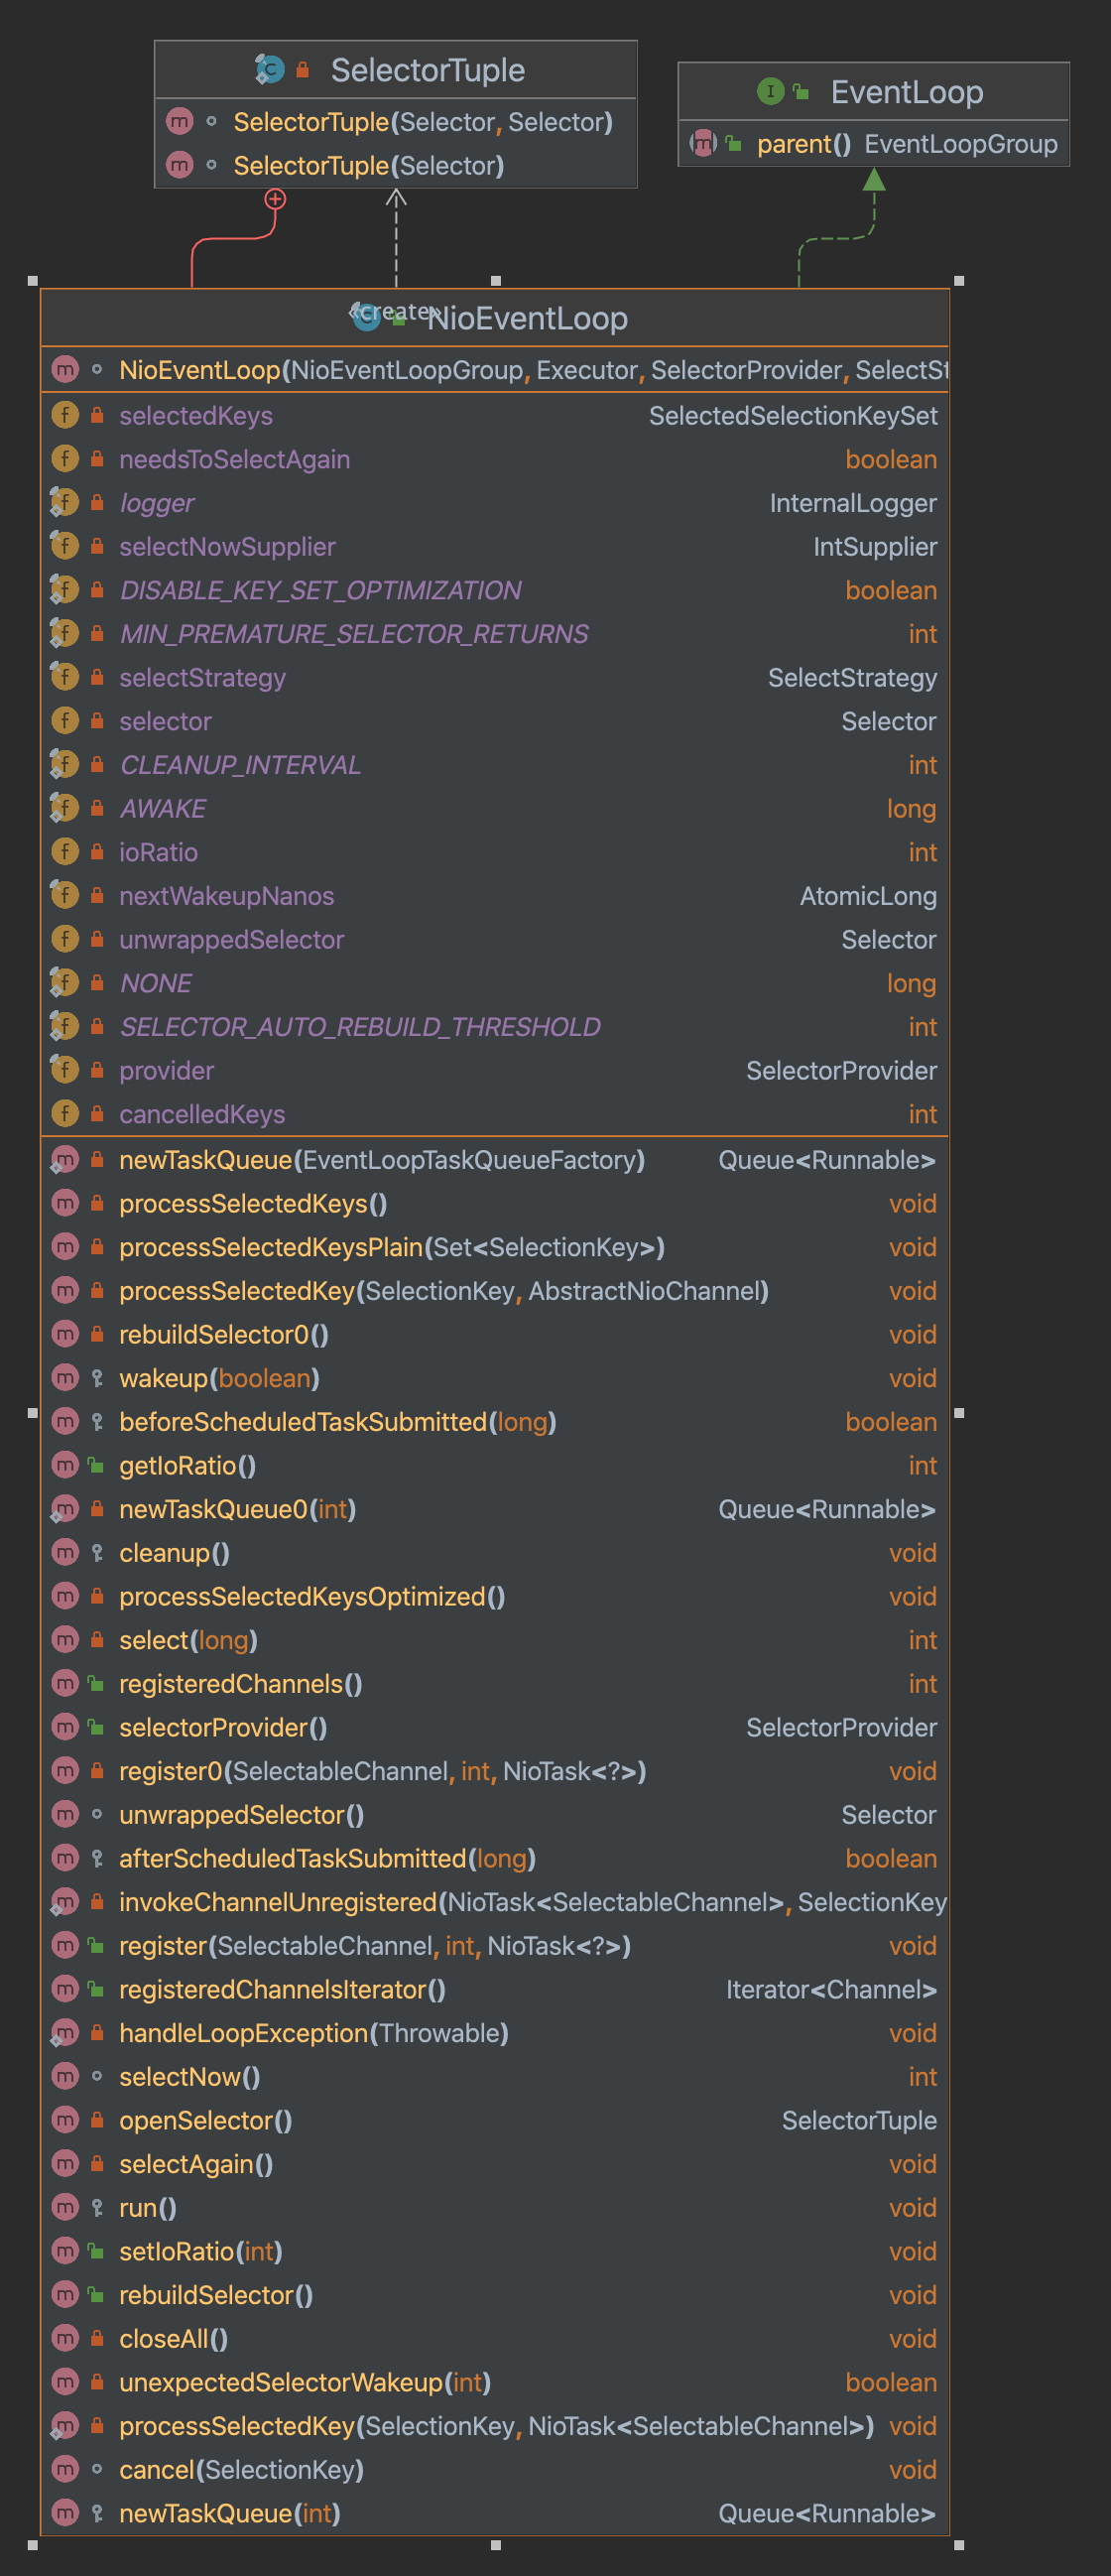 SelectorTuple
SelectorTuple(Selector, Selector)
SelectorTuple(Selector)
EventLoop
parent() EventLoopGroup
«create»
NioEventLoop
NioEventLoop(NioEventLoopGroup, Executor, SelectorProvider, SelectSt
selectedKeys SelectedSelectionKeySet
needsToSelectAgain boolean
logger InternalLogger
selectNowSupplier IntSupplier
DISABLE_KEY_SET_OPTIMIZATION boolean
MIN_PREMATURE_SELECTOR_RETURNS int
selectStrategy SelectStrategy
selector Selector
CLEANUP_INTERVAL int
AWAKE long
ioRatio int
nextWakeupNanos AtomicLong
unwrappedSelector Selector
NONE long
SELECTOR_AUTO_REBUILD_THRESHOLD int
provider SelectorProvider
cancelledKeys int
newTaskQueue(EventLoopTaskQueueFactory) Queue<Runnable>
processSelectedKeys() void
processSelectedKeysPlain(Set<SelectionKey>) void
processSelectedKey(SelectionKey, AbstractNioChannel) void
rebuildSelector0() void
wakeup(boolean) void
beforeScheduledTaskSubmitted(long) boolean
getIoRatio() int
newTaskQueue0(int) Queue<Runnable>
cleanup() void
processSelectedKeysOptimized() void
select(long) int
registeredChannels() int
selectorProvider() SelectorProvider
register0(SelectableChannel, int, NioTask<?>) void
unwrappedSelector() Selector
afterScheduledTaskSubmitted(long) boolean
invokeChannelUnregistered(NioTask<SelectableChannel>, SelectionKey
register(SelectableChannel, int, NioTask<?>) void
registeredChannelsIterator() Iterator<Channel>
handleLoopException(Throwable) void
selectNow() int
openSelector() SelectorTuple
selectAgain() void
run() void
setIoRatio(int) void
rebuildSelector() void
closeAll() void
unexpectedSelectorWakeup(int) boolean
processSelectedKey(SelectionKey, NioTask<SelectableChannel>) void
cancel(SelectionKey) void
newTaskQueue(int) Queue<Runnable>